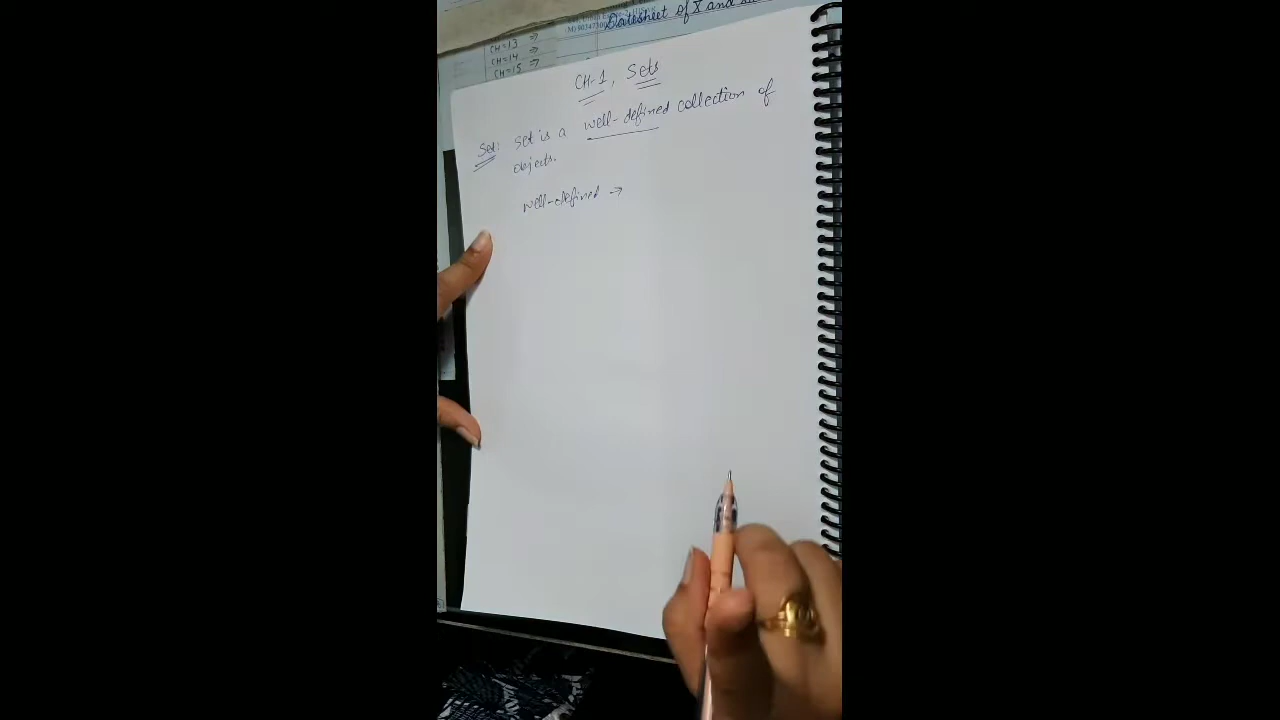 Datesheet of X and
CH-13 →
CH-14 →
CH-15 →
CH-1, Sets
Set: Set is a well-defined collection of
objects.
well-defined →